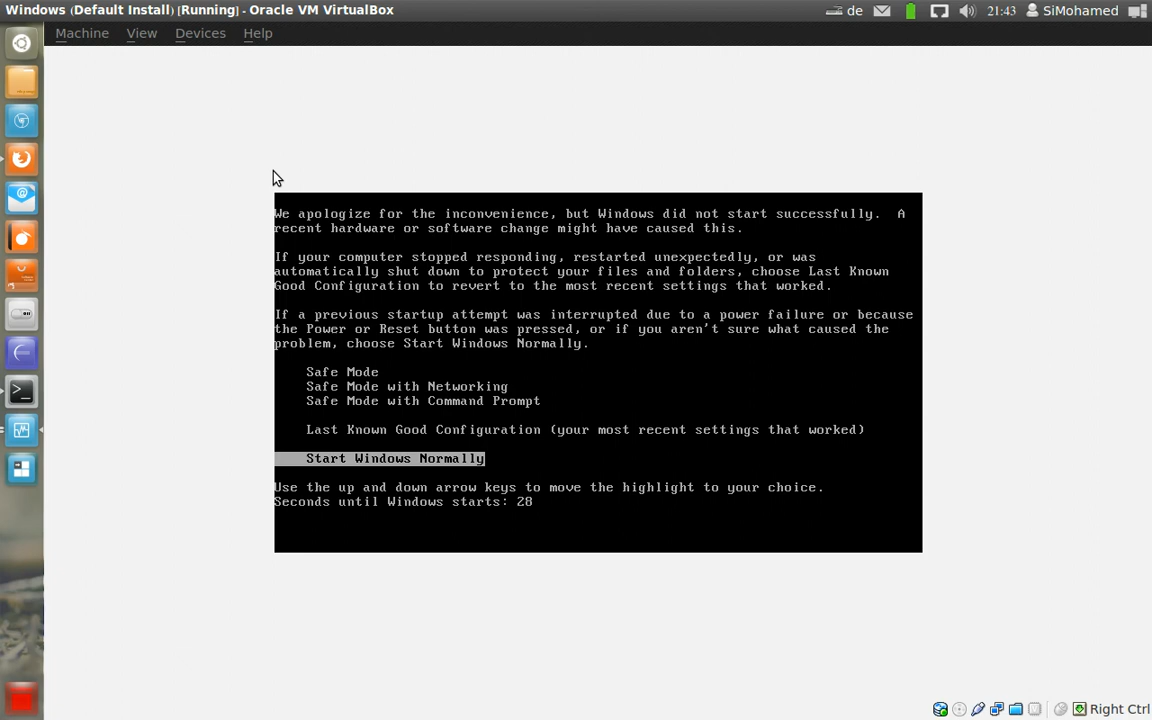 Windows (Default Install) [Running] - Oracle VM VirtualBox
de
21:43
SiMohamed
Machine
View
Devices
Help
We apologize for the inconvenience, but Windows did not start successfully.  A
recent hardware or software change might have caused this.
If your computer stopped responding, restarted unexpectedly, or was
automatically shut down to protect your files and folders, choose Last Known
Good Configuration to revert to the most recent settings that worked.
If a previous startup attempt was interrupted due to a power failure or because
the Power or Reset button was pressed, or if you aren't sure what caused the
problem, choose Start Windows Normally.
Safe Mode
Safe Mode with Networking
Safe Mode with Command Prompt
Last Known Good Configuration (your most recent settings that worked)
Start Windows Normally
Use the up and down arrow keys to move the highlight to your choice.
Seconds until Windows starts: 28
Right Ctrl